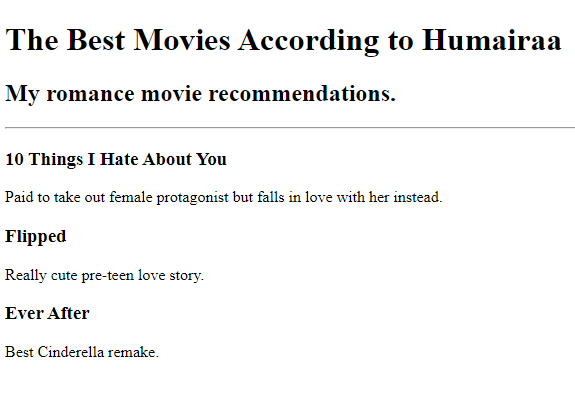 The Best Movies According to Humairaa
My romance movie recommendations.
10 Things I Hate About You
Paid to take out female protagonist but falls in love with her instead.
Flipped
Really cute pre-teen love story.
Ever After
Best Cinderella remake.